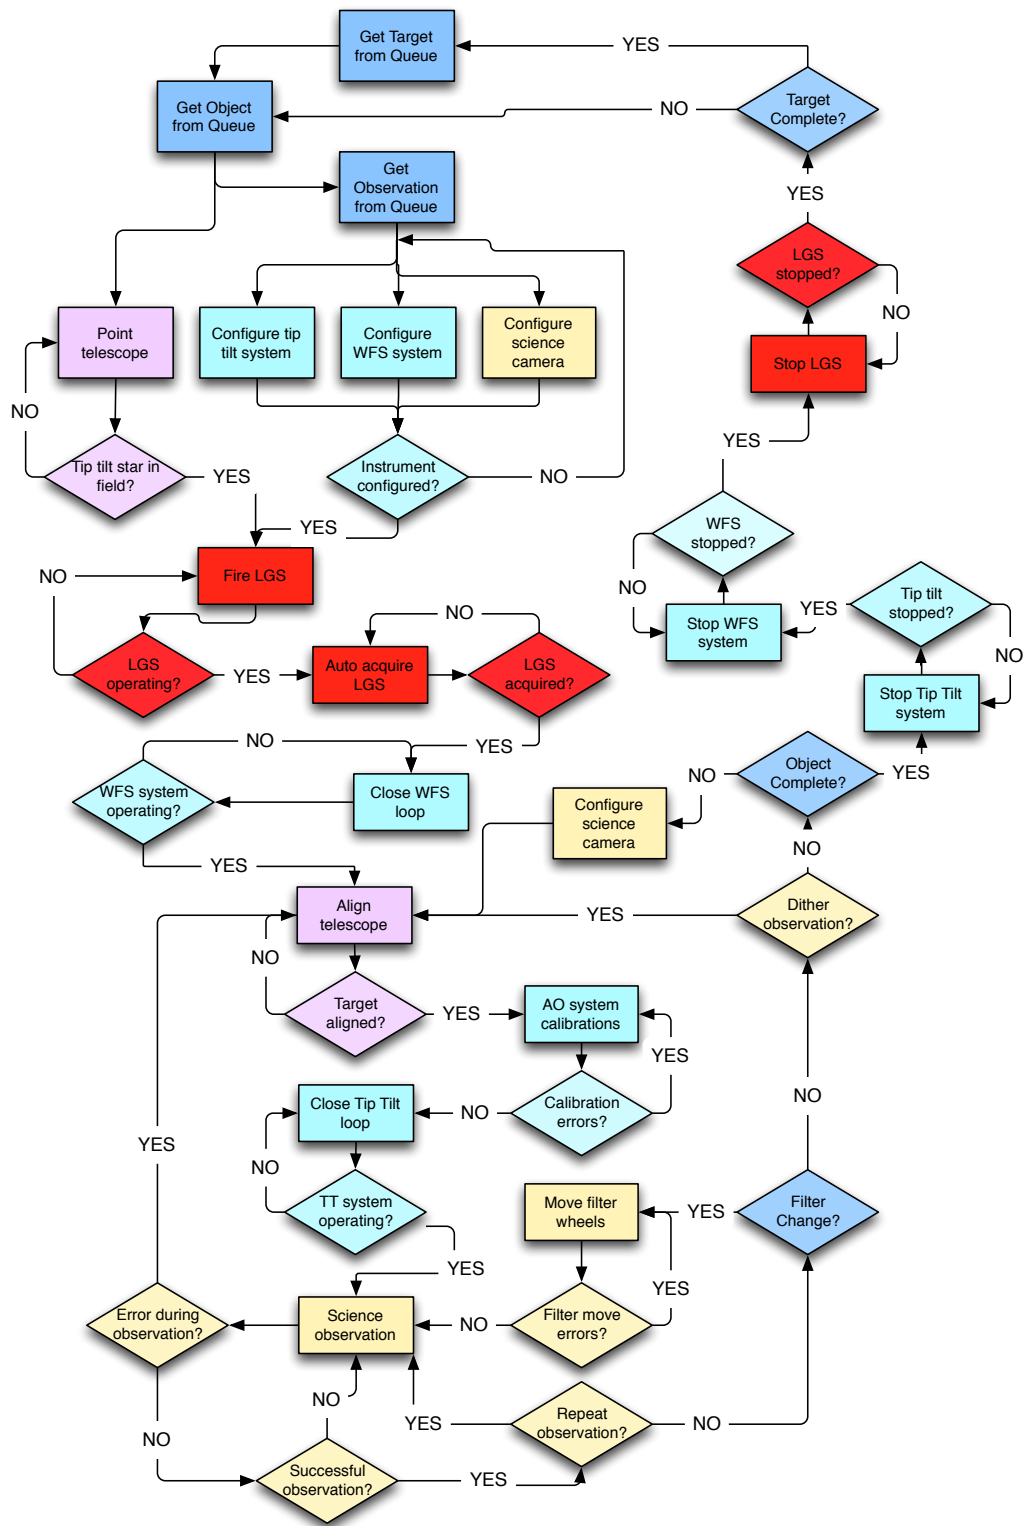 Get Target
from Queue
YES
Get Object
from Queue
NO
Target
Complete?
Get
Observation
from Queue
YES
LGS
stopped?
NO
Point
telescope
Configure tip
tilt system
Configure
WFS system
Configure
science
camera
Stop LGS
NO
YES
Tip tilt star in
field?
YES
Instrument
configured?
NO
YES
WFS
stopped?
NO
Fire LGS
NO
Tip tilt
stopped?
YES
Stop WFS
system
NO
LGS
operating?
YES
Auto acquire
LGS
NO
LGS
acquired?
NO
Stop Tip Tilt
system
YES
NO
WFS system
operating?
Close WFS
loop
Object
Complete?
NO
YES
Configure
science
camera
NO
YES
Align
telescope
YES
Dither
observation?
NO
Target
aligned?
YES
AO system
calibrations
YES
Calibration
errors?
NO
Close Tip Tilt
loop
NO
YES
NO
TT system
operating?
Move filter
wheels
YES
Filter
Change?
YES
YES
Error during
observation?
Science
observation
NO
Filter move
errors?
NO
YES
Repeat
observation?
NO
NO
Successful
observation?
YES